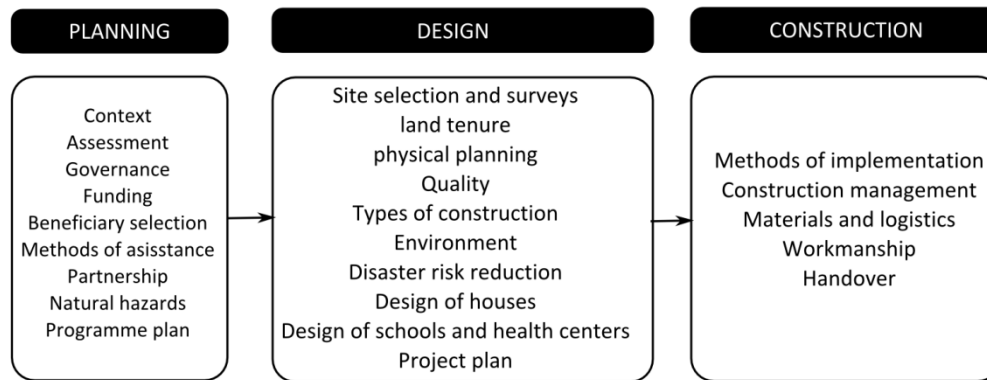 PLANNING
Context
Assessment
Governance
Funding
Beneficiary selection
Methods of asisstance
Partnership
Natural hazards
Programme plan
DESIGN
Site selection and surveys
land tenure
physical planning
Quality
Types of construction
Environment
Disaster risk reduction
Design of houses
Design of schools and health centers
Project plan
CONSTRUCTION
Methods of implementation
Construction management
Materials and logistics
Workmanship
Handover